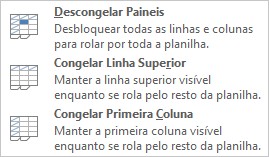 Descongelar Paineis
Desbloquear todas as linhas e colunas
para rolar por toda a planilha.
Congelar Linha Superior
Manter a linha superior visível
enquanto se rola pelo resto da planilha.
Congelar Primeira Coluna
Manter a primeira coluna visível
enquanto se rola pelo resto da planilha.